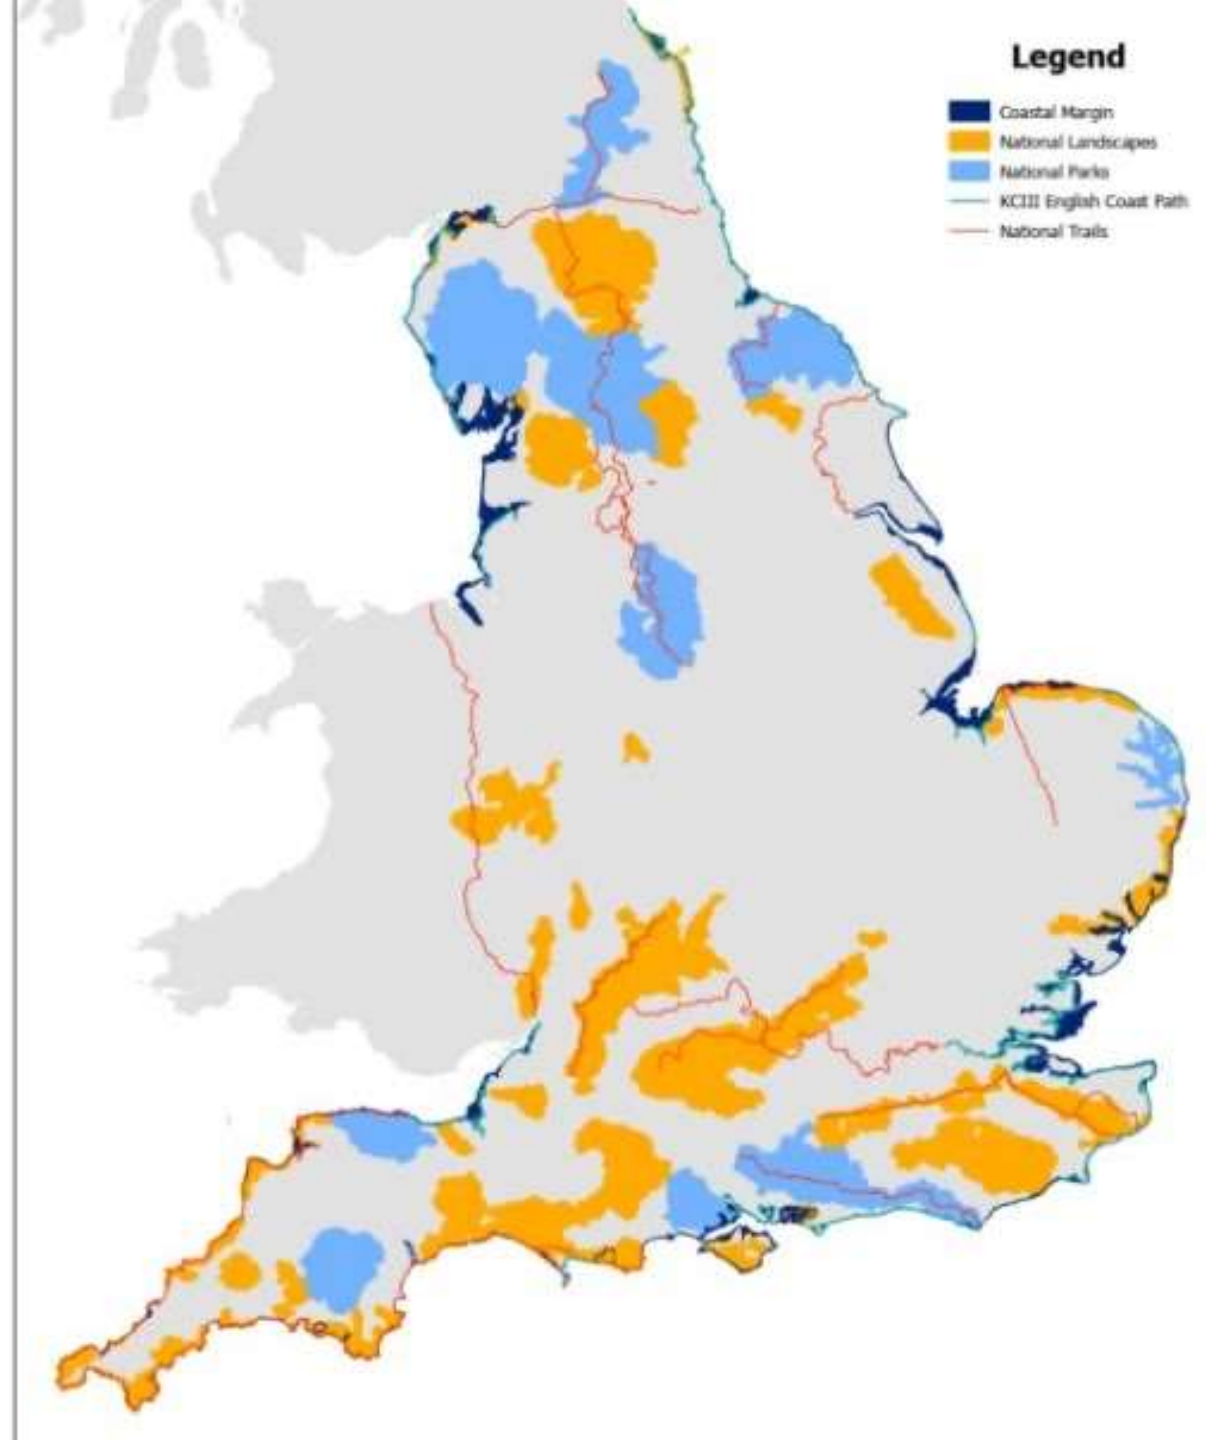 Legend
Coastal Margin
National Landscapes
National Parks
KCIII English Coast Path
National Trails